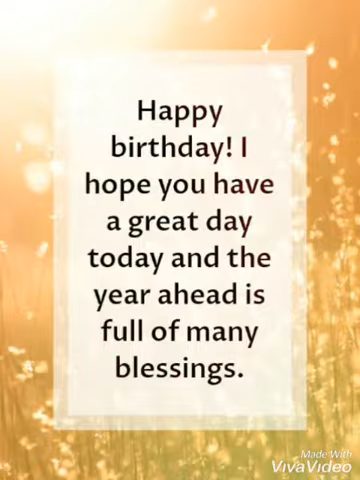 Happy
birthday! I
hope you have
a great day
today and the
year ahead is
full of many
blessings.
Made With
VivaVideo